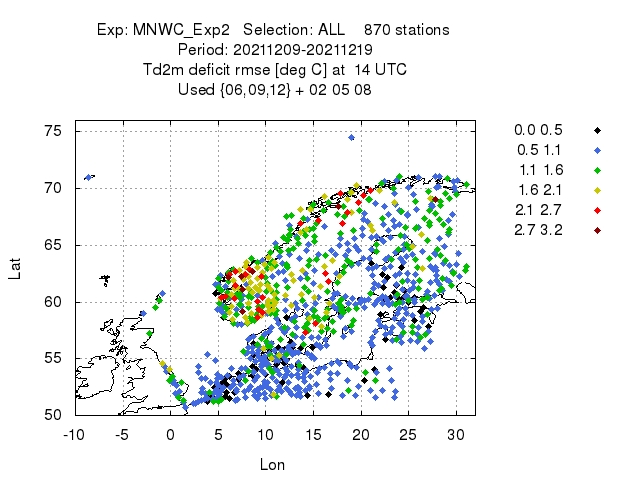 Exp: MNWC_Exp2 Selection: ALL 870 stations
Period: 20211209-20211219
Td2m deficit rmse [deg C] at 14 UTC
Used {06,09,12} + 02 05 08
0.0 0.5
0.5 1.1
1.1 1.6
1.6 2.1
2.1 2.7
2.7 3.2
75
70
65
60
55
50
Lat
-10 -5 0 5 10 15 20 25 30
Lon